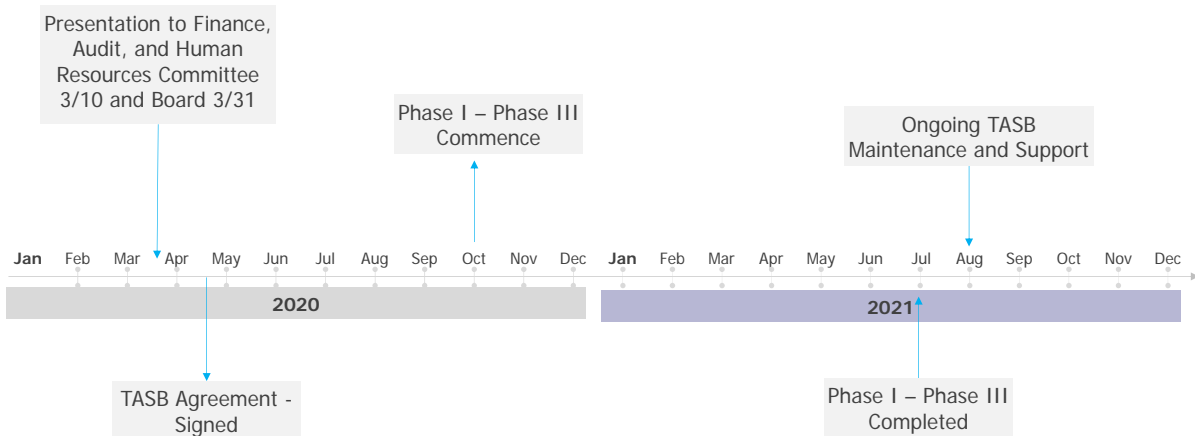 Presentation to Finance,
Audit, and Human
Resources Committee
3/10 and Board 3/31
Phase I – Phase III
Commence
Ongoing TASB
Maintenance and Support
Jan Feb Mar Apr May Jun Jul Aug Sep Oct Nov Dec Jan Feb Mar Apr May Jun Jul Aug Sep Oct Nov Dec
2020 2021
TASB Agreement -
Signed
Phase I – Phase III
Completed